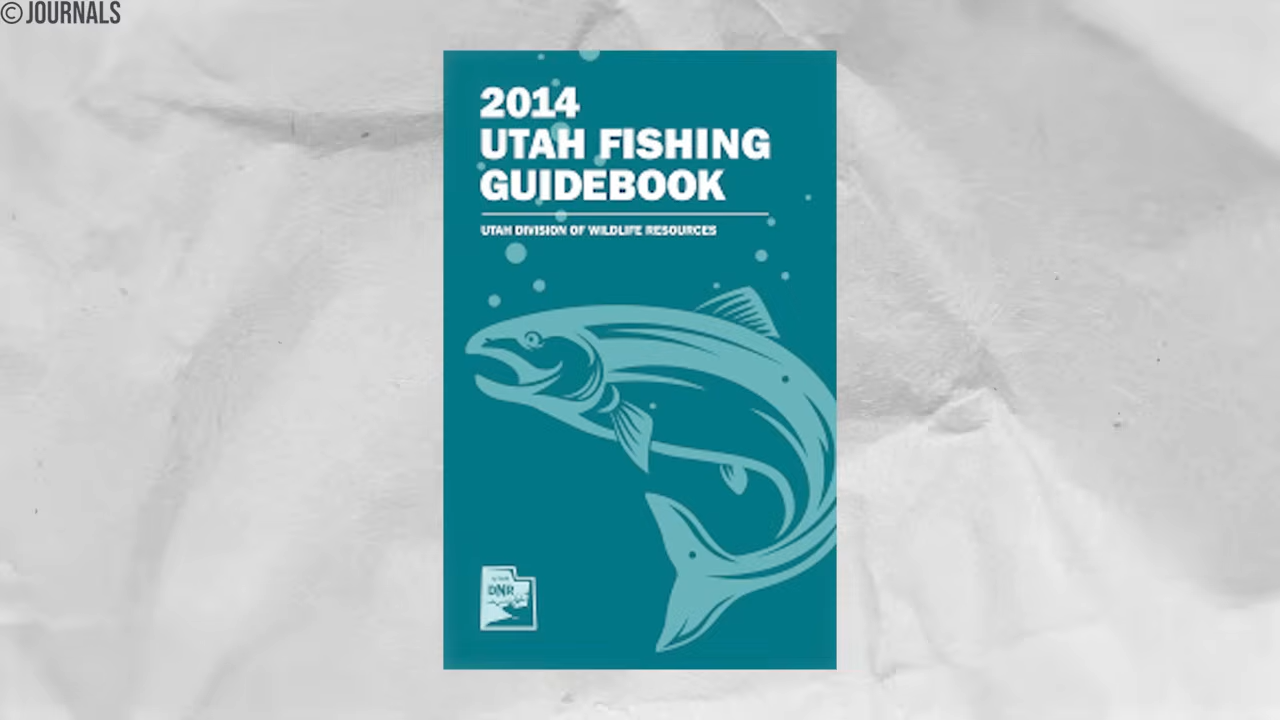 © JOURNALS
2014
UTAH FISHING
GUIDEBOOK
UTAH DIVISION OF WILDLIFE RESOURCES
DNR